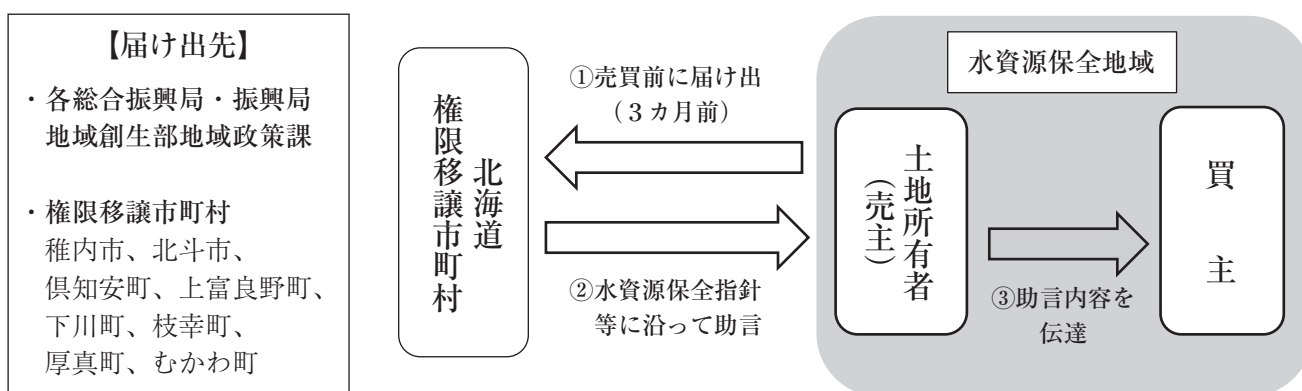 【届け出先】
・各総合振興局・振興局
地域創生部地域政策課
・権限移譲市町村
稚内市、北斗市、
倶知安町、上富良野町、
下川町、枝幸町、
厚真町、むかわ町
北海道
権限移譲市町村
①売買前に届け出
(3カ月前)
②水資源保全指針
等に沿って助言
水資源保全地域
土地所有者
(売主)
③助言内容を
伝達
買主